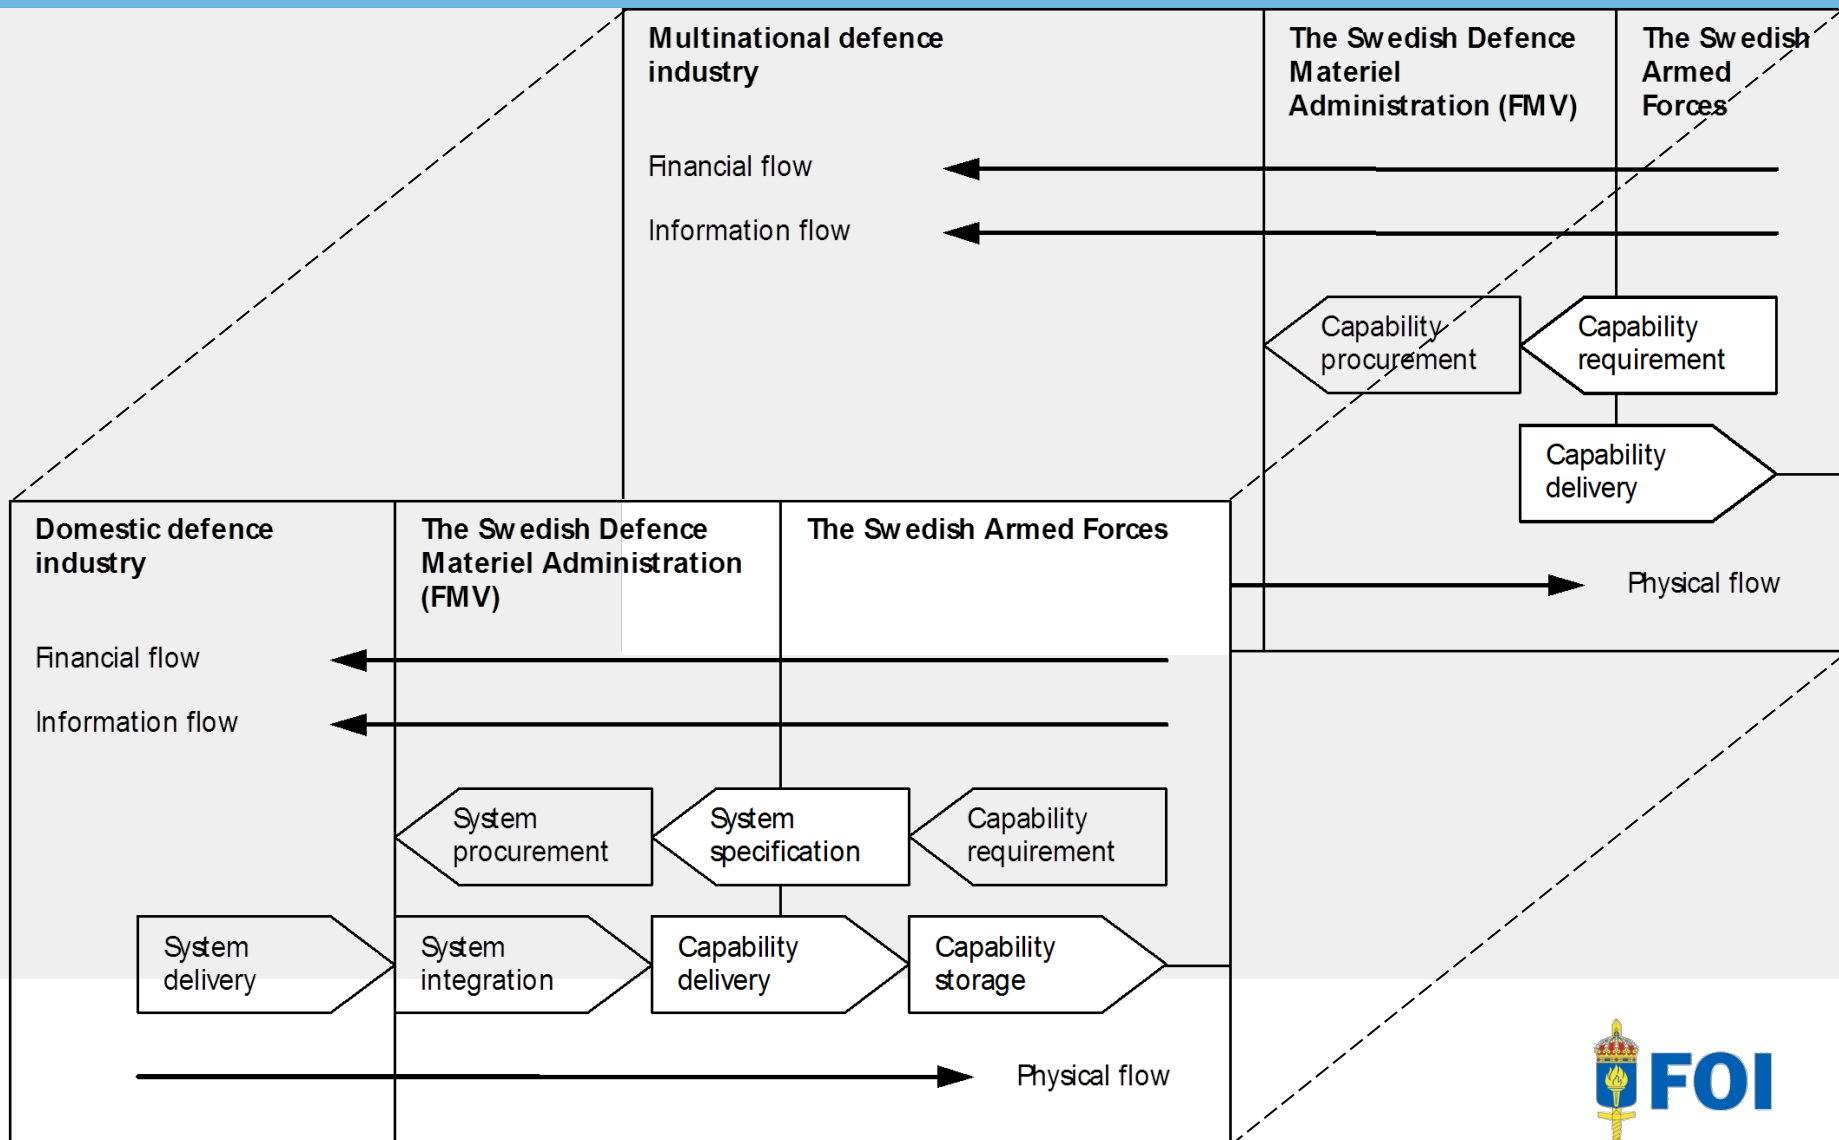 Multinational defence
industry
The Swedish Defence
Materiel
Administration (FMV)
The Swedish
Armed
Forces
Financial flow
Information flow
Capability
procurement
Capability
requirement
Capability
delivery
Physical flow
Domestic defence
industry
The Swedish Defence
Materiel Administration
(FMV)
The Swedish Armed Forces
Financial flow
Information flow
System
procurement
System
specification
Capability
requirement
System
delivery
System
integration
Capability
delivery
Capability
storage
Physical flow
FOI